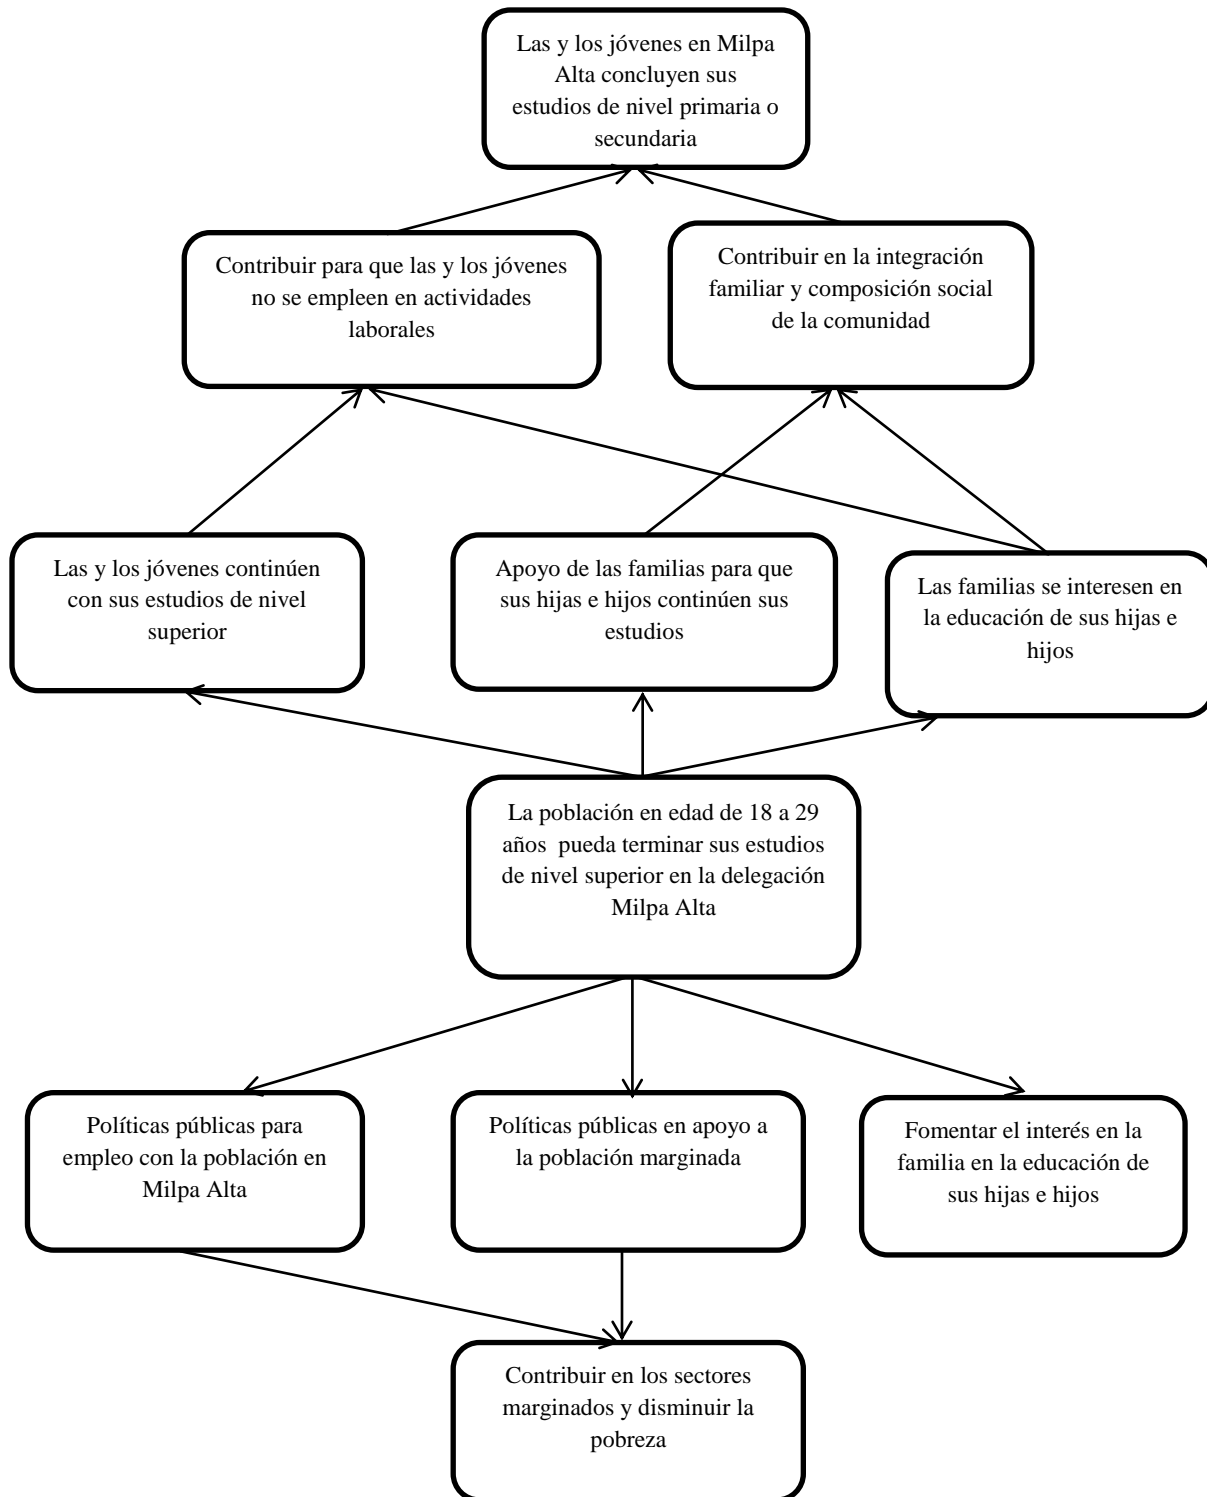 Las y los jóvenes en Milpa
Alta concluyen sus
estudios de nivel primaria o
secundaria
Contribuir para que las y los jóvenes
no se empleen en actividades
laborales
Contribuir en la integración
familiar y composición social
de la comunidad
Las y los jóvenes continúen
con sus estudios de nivel
superior
Apoyo de las familias para que
sus hijas e hijos continúen sus
estudios
Las familias se interesen en
la educación de sus hijas e
hijos
La población en edad de 18 a 29
años  pueda terminar sus estudios
de nivel superior en la delegación
Milpa Alta
Políticas públicas para
empleo con la población en
Milpa Alta
Políticas públicas en apoyo a
la población marginada
Fomentar el interés en la
familia en la educación de
sus hijas e hijos
Contribuir en los sectores
marginados y disminuir la
pobreza